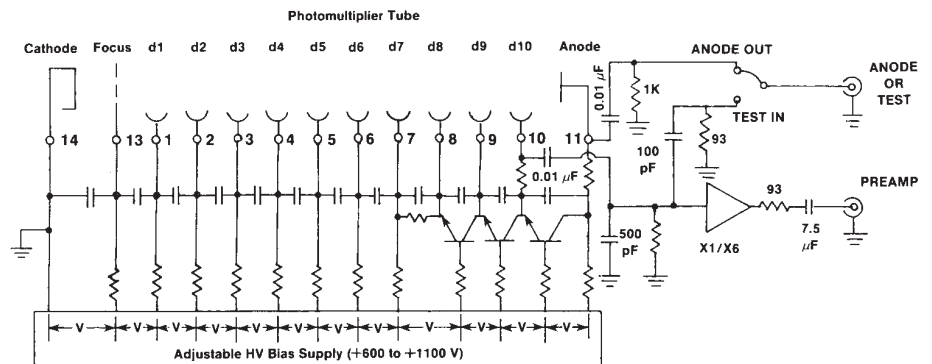 Photomultiplier Tube
Cathode Focus d1 d2 d3 d4 d5 d6 d7 d8 d9 d10 Anode
ANODE OUT
ANODE OR TEST
0.01 μF
1K
TEST IN
14 13 1 2 3 4 5 6 7 8 9 10 11
0.01 μF
100 pF
93
PREAMP
93
500 pF
X1/X6
7.5 μF
V V V V V V V V V V V V
Adjustable HV Bias Supply (+600 to +1100 V)